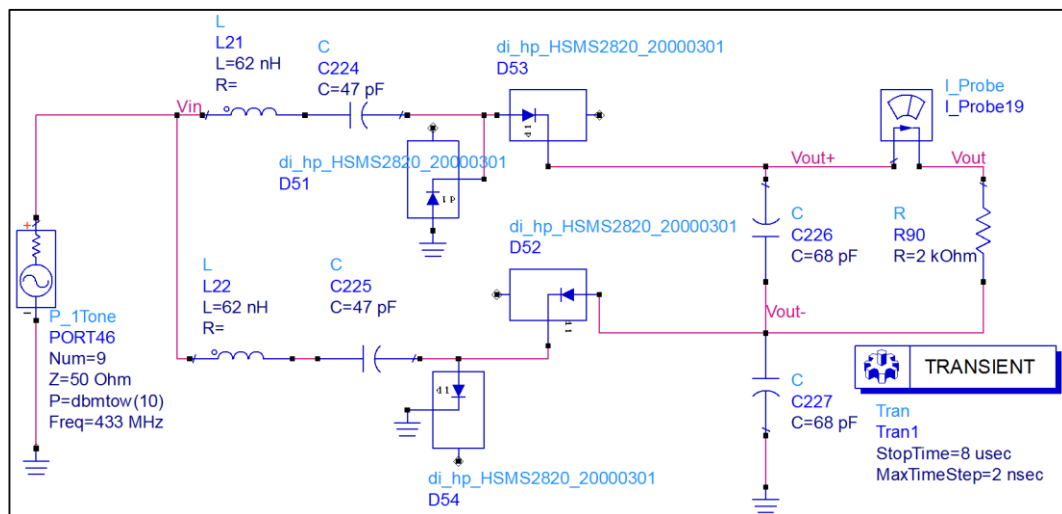 L
L21
L=62 nH
R=
C
C224
C=47 pF
di_hp_HSMS2820_20000301
D53
I_Probe
I_Probe19
Vin
di_hp_HSMS2820_20000301
D51
Vout+
Vout
di_hp_HSMS2820_20000301
D52
C
C226
C=68 pF
R
R90
R=2 kOhm
L
L22
L=62 nH
R=
C
C225
C=47 pF
Vout-
P_1Tone
PORT46
Num=9
Z=50 Ohm
P=dbmtow(10)
Freq=433 MHz
C
C227
C=68 pF
TRANSIENT
Tran
Tran1
StopTime=8 usec
MaxTimeStep=2 nsec
di_hp_HSMS2820_20000301
D54